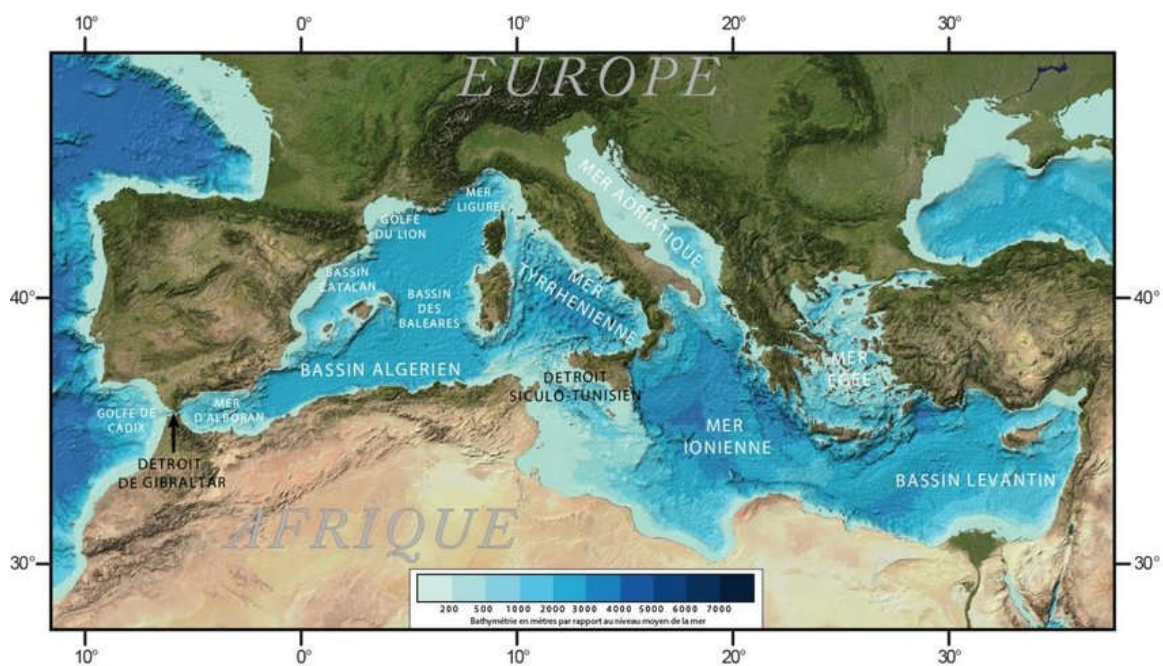 10° 0° 10° 20° 30°
EUROPE
MER
LIGURE
GOLFE
DU LION
MER ADRIATIQUE
BASSIN
CATALAN
BASSIN
DES
BALEARES
MER
TYRRHENIENNE
40° 40°
BASSIN ALGERIEN
DETROIT
SICULO-TUNISIEN
MER
EGÉE
GOLFE DE
CADIX
MER
D'ALBORAN
MER
IONIENNE
DETROIT
DE GIBRALTAR
BASSIN LEVANTIN
AFRIQUE
30° 30°
200 500 1000 2000 3000 4000 5000 6000 7000
Bathymétrie en mètres par rapport au niveau moyen de la mer
10° 0° 10° 20° 30°